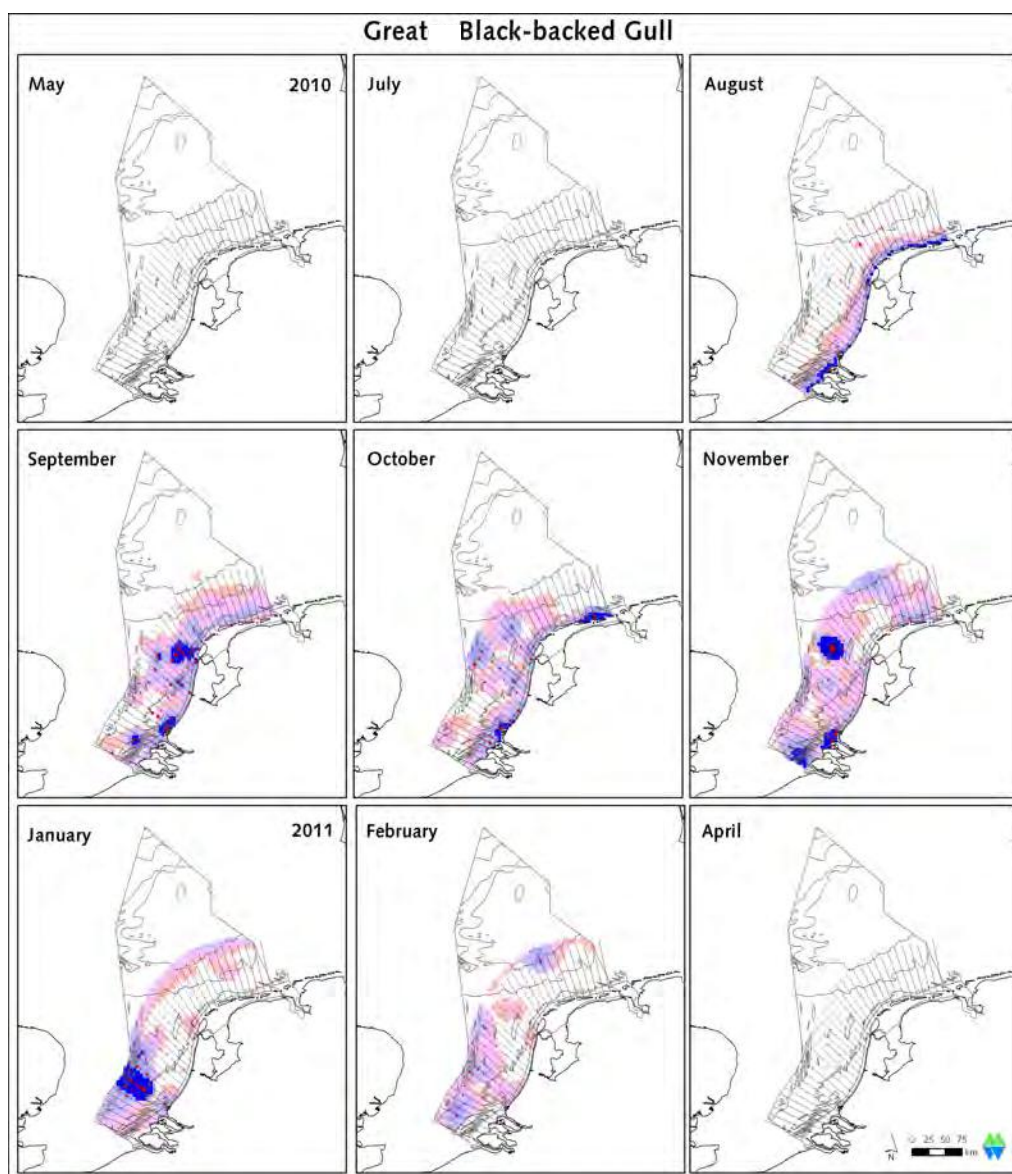 Great Black-backed Gull
May 2010
July
August
September
October
November
January 2011
February
April
0 25 50 75
km
N